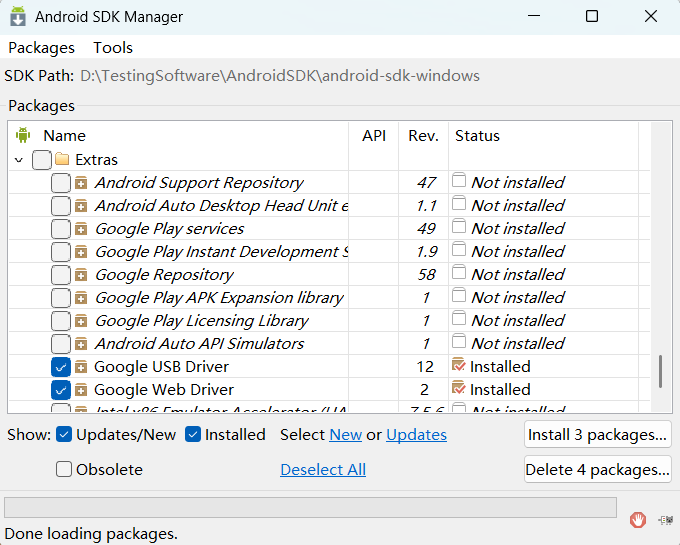 Android SDK Manager
Packages Tools
SDK Path: D:\TestingSoftware\AndroidSDK\android-sdk-windows
Packages
Name API Rev. Status
Extras
Android Support Repository 47 Not installed
Android Auto Desktop Head Unit e 1.1 Not installed
Google Play services 49 Not installed
Google Play Instant Development S 1.9 Not installed
Google Repository 58 Not installed
Google Play APK Expansion library 1 Not installed
Google Play Licensing Library 1 Not installed
Android Auto API Simulators 1 Not installed
Google USB Driver 12 Installed
Google Web Driver 2 Installed
Intel x86 Emulator Accelerator (HA 7.5.6 Not installed
Show: Updates/New Installed Select New or Updates Install 3 packages...
Obsolete Deselect All Delete 4 packages...
Done loading packages.